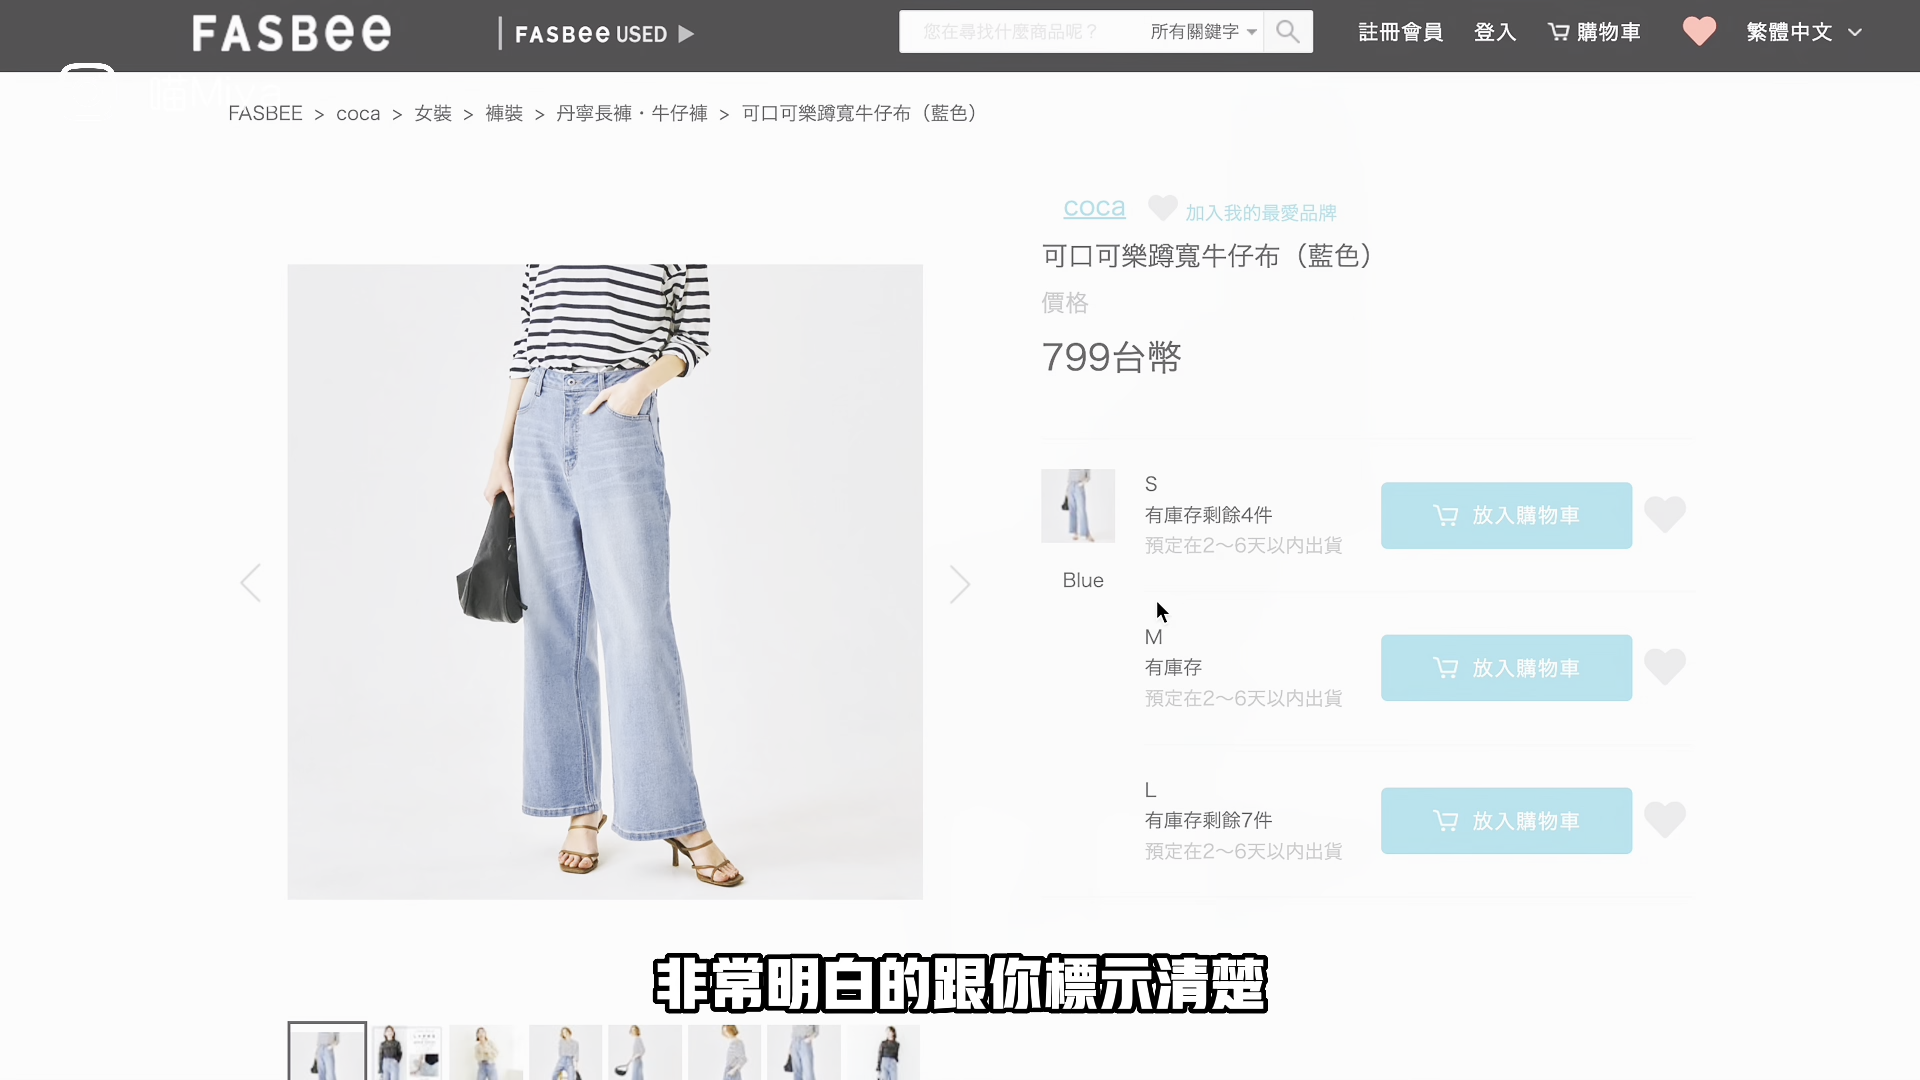 FASBEE
FASBEE USED ▶
您在尋找什麼商品呢？
所有關鍵字
註冊會員
登入
購物車
繁體中文
喵Miya
FASBEE > coca > 女裝 > 褲裝 > 丹寧長褲・牛仔褲 > 可口可樂蹲寬牛仔布（藍色）
coca
加入我的最愛品牌
可口可樂蹲寬牛仔布（藍色）
價格
799台幣
S
有庫存剩餘4件
預定在2～6天以內出貨
放入購物車
Blue
M
有庫存
預定在2～6天以內出貨
放入購物車
L
有庫存剩餘7件
預定在2～6天以內出貨
放入購物車
非常明白的跟你標示清楚